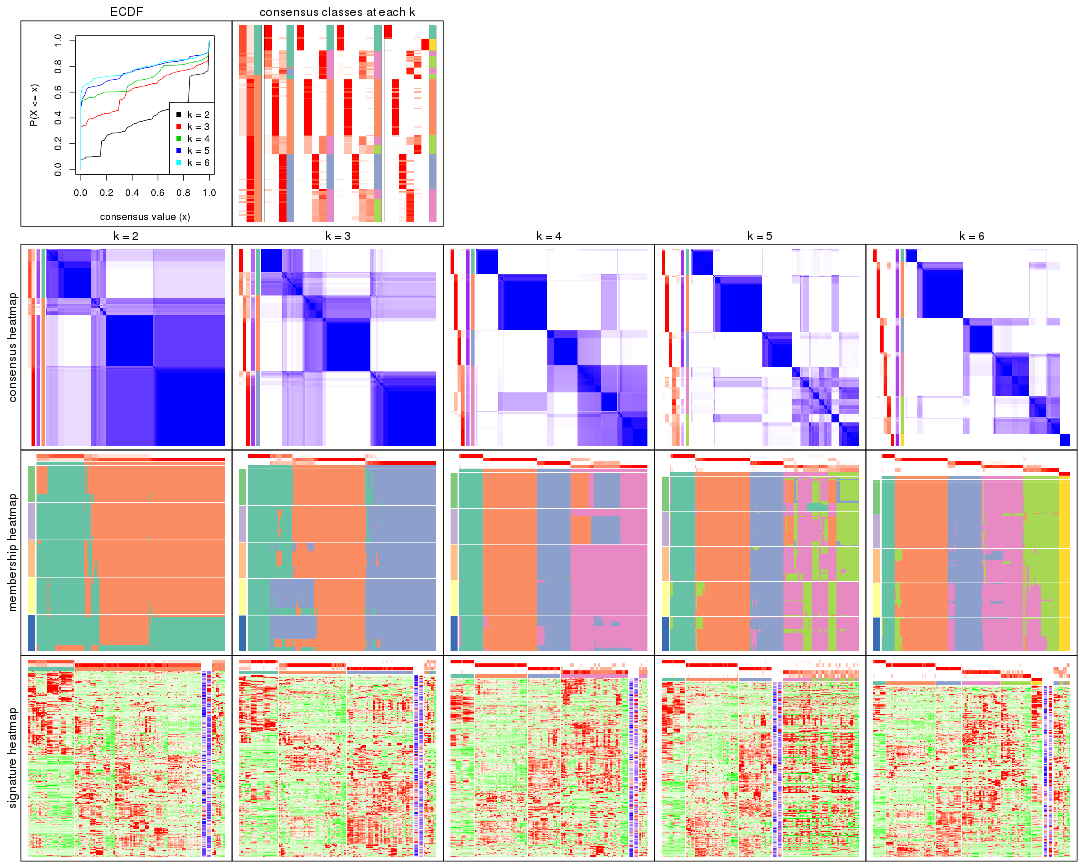 ECDF
consensus classes at each k
P(X <= x)
0.0 0.2 0.4 0.6 0.8 1.0
k = 2
k = 3
k = 4
k = 5
k = 6
0.0 0.2 0.4 0.6 0.8 1.0
consensus value (x)
k = 2 k = 3 k = 4 k = 5 k = 6
consensus heatmap
membership heatmap
signature heatmap